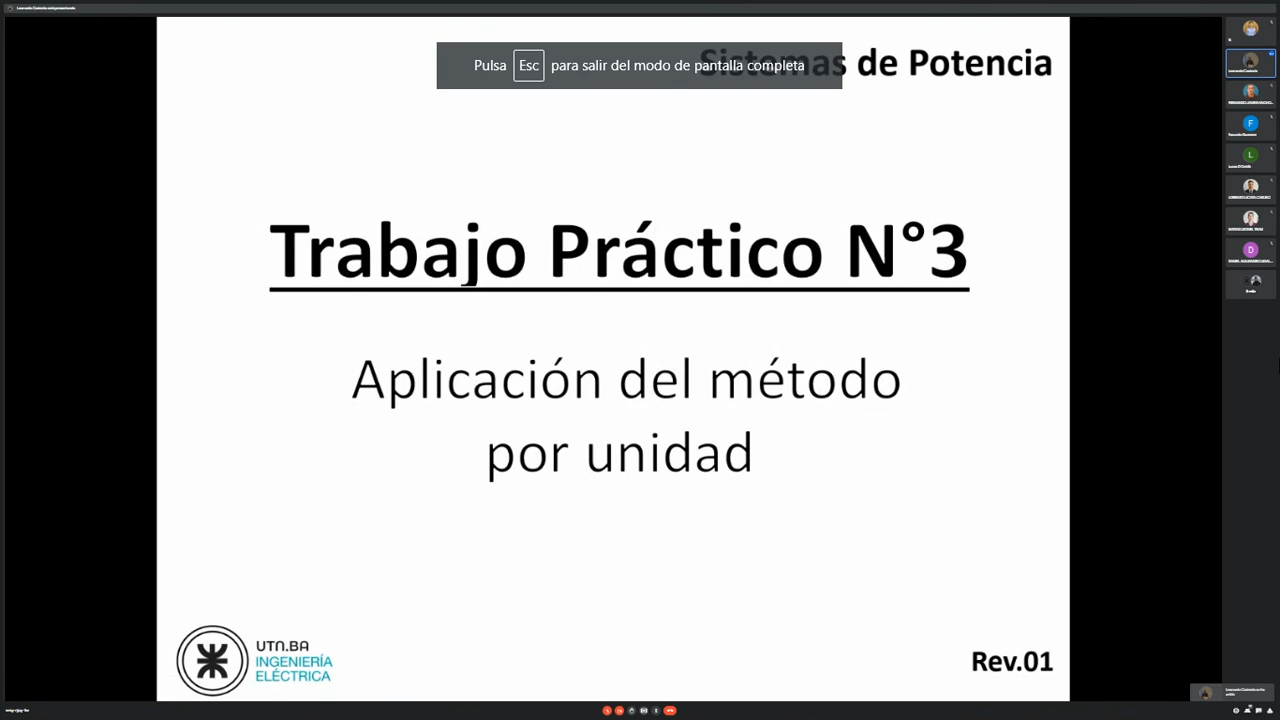 Pulsa Esc para salir del modo de pantalla completa
Sistemas de Potencia
Trabajo Práctico N°3
Aplicación del método
por unidad
UTN.BA
INGENIERÍA
ELÉCTRICA
Rev.01
F
L
D